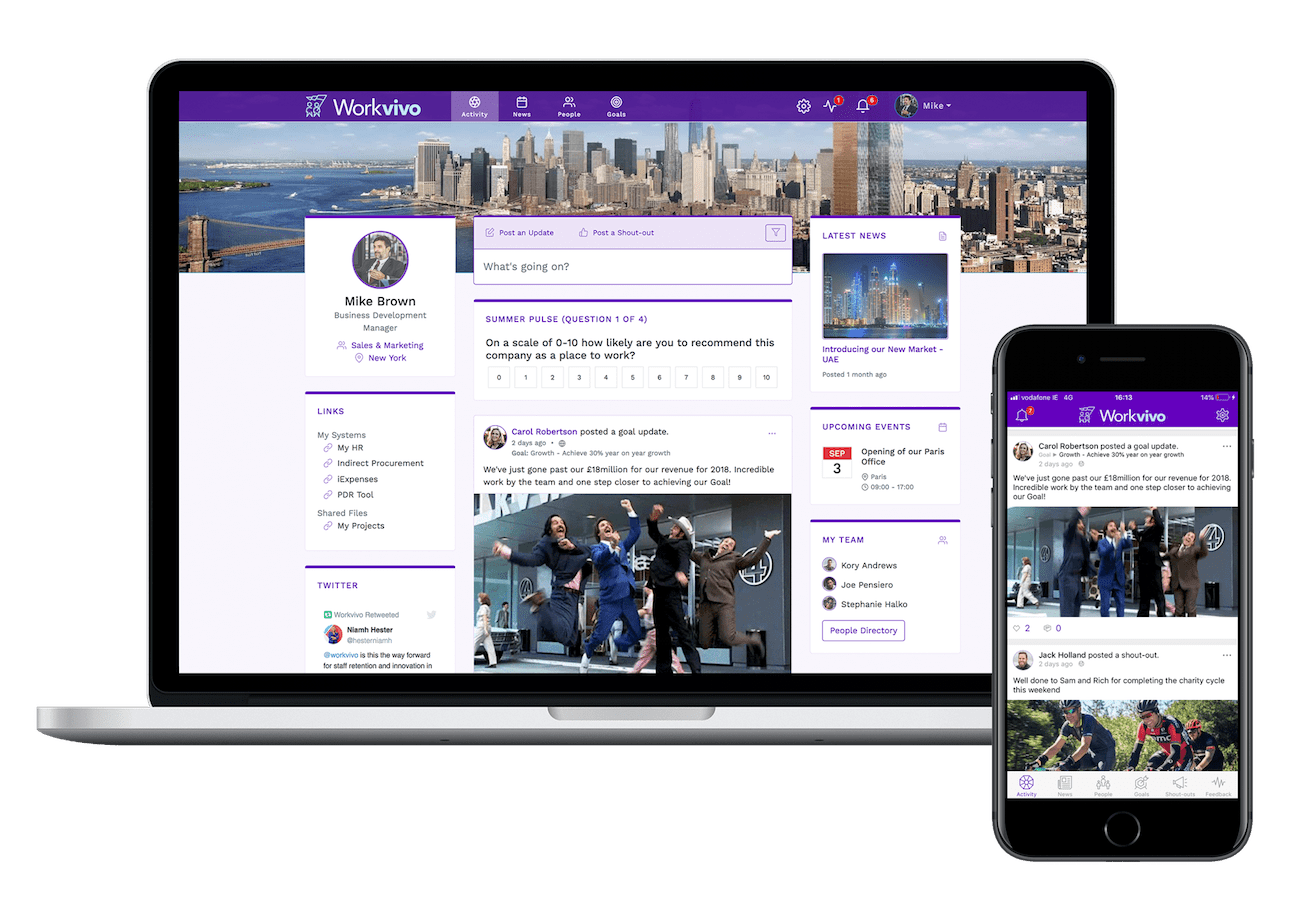 Workvivo
Activity
News
People
Goals
1
6
Mike
Mike Brown
Business Development
Manager
Sales & Marketing
New York
LINKS
My Systems
My HR
Indirect Procurement
iExpenses
PDR Tool
Shared Files
My Projects
TWITTER
Workvivo Retweeted
Niamh Hester
@hesterniamh
@workvivo is this the way forward
for staff retention and innovation in
Post an Update
Post a Shout-out
What's going on?
SUMMER PULSE (QUESTION 1 OF 4)
On a scale of 0-10 how likely are you to recommend this
company as a place to work?
0 1 2 3 4 5 6 7 8 9 10
Carol Robertson posted a goal update.
2 days ago •
Goal: Growth - Achieve 30% year on year growth
We've just gone past our £18million for our revenue for 2018. Incredible
work by the team and one step closer to achieving our Goal!
4
LATEST NEWS
Introducing our New Market -
UAE
Posted 1 month ago
UPCOMING EVENTS
SEP
3
Opening of our Paris
Office
Paris
09:00 - 17:00
MY TEAM
Kory Andrews
Joe Pensiero
Stephanie Halko
People Directory
vodafone IE 4G
16:13
14%
7
Workvivo
Carol Robertson posted a goal update.
Goal ▸ Growth - Achieve 30% year on year growth
2 days ago
We've just gone past our £18million for our revenue for 2018.
Incredible work by the team and one step closer to achieving
our Goal!
4
2
0
Jack Holland posted a shout-out.
2 days ago
Well done to Sam and Rich for completing the charity cycle
this weekend
Activity
News
People
Goals
Shout-outs
Feedback